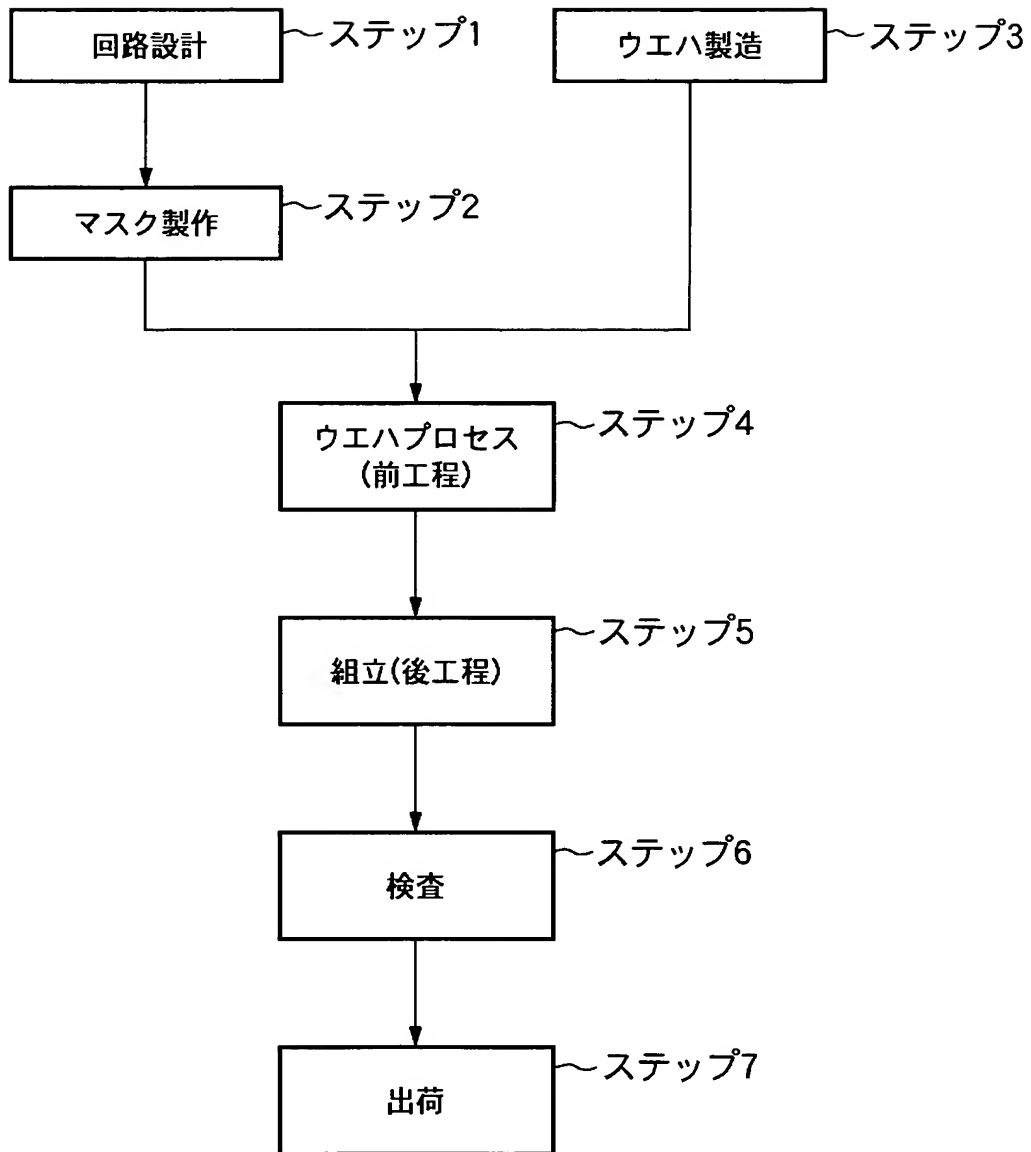 回路設計
ステップ1
ウエハ製造
ステップ3
マスク製作
ステップ2
ウエハプロセス
(前工程)
ステップ4
組立(後工程)
ステップ5
検査
ステップ6
出荷
ステップ7